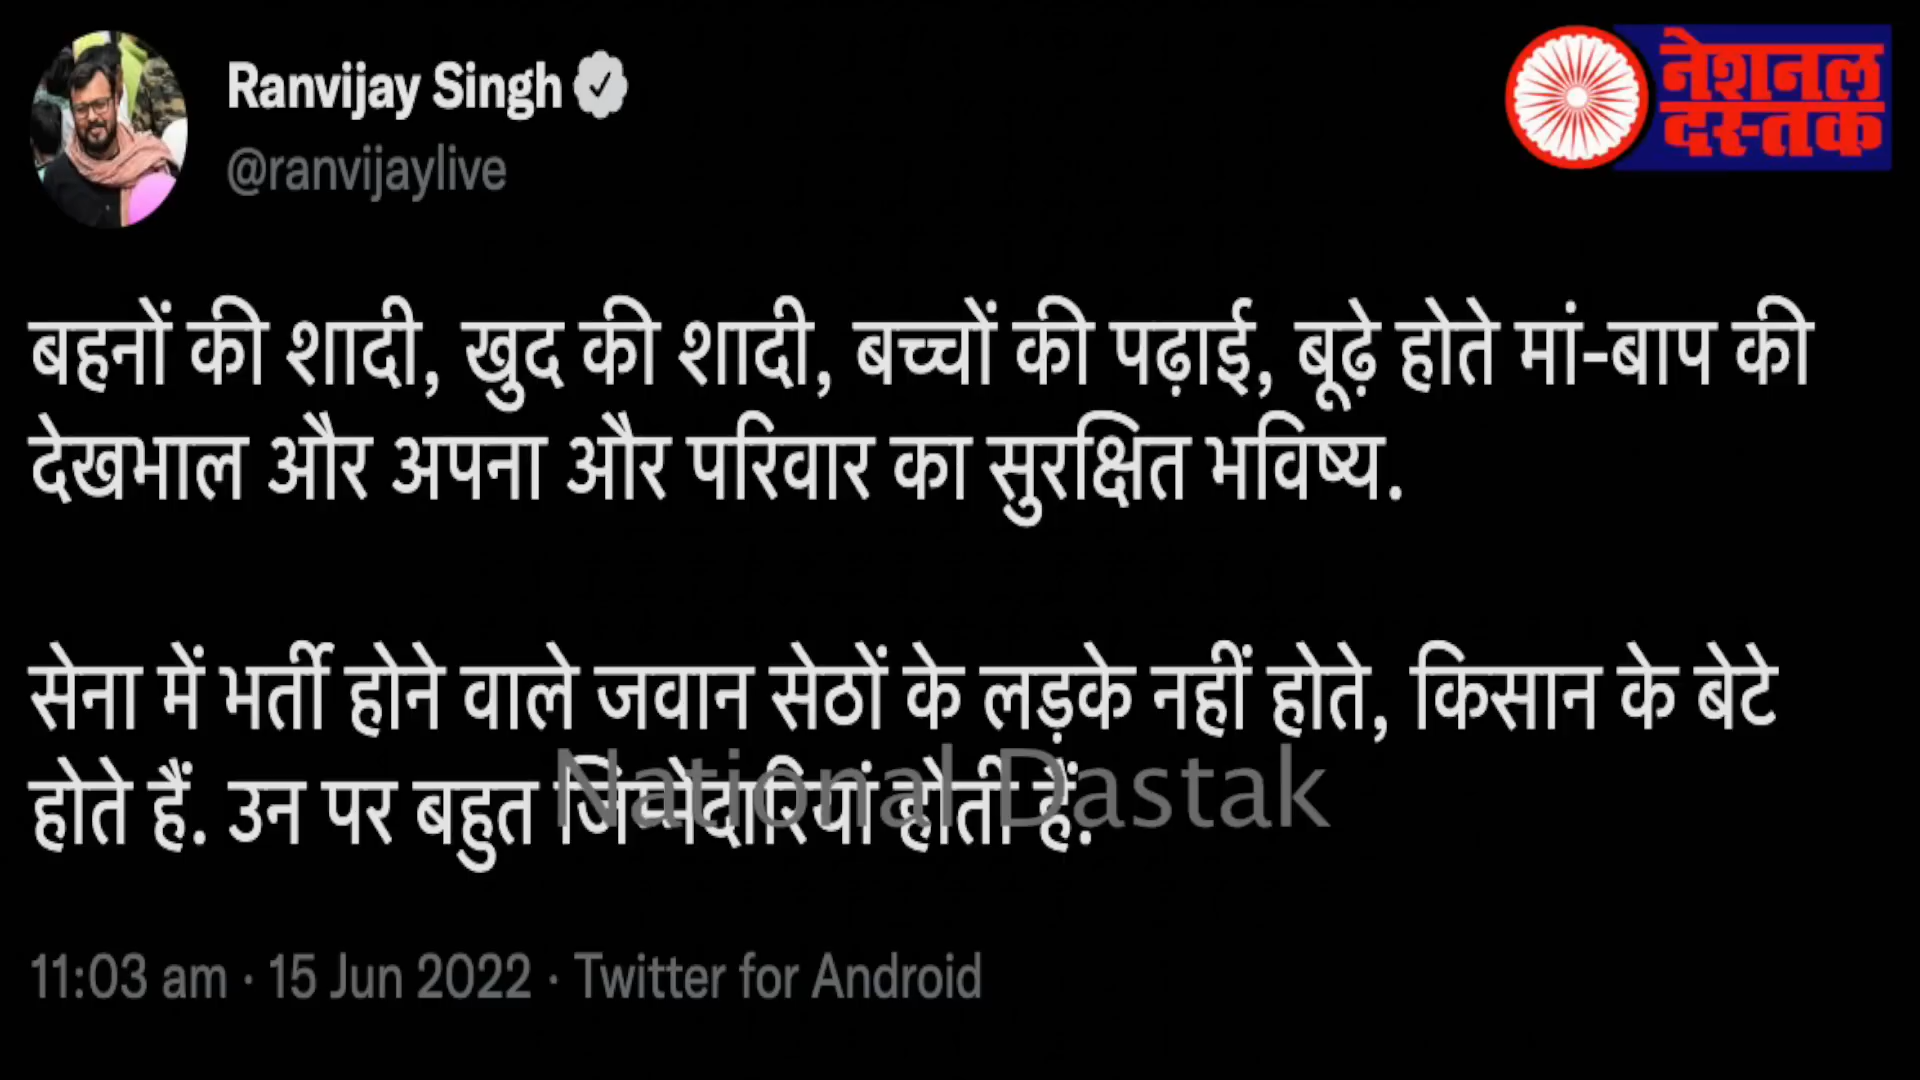 Ranvijay Singh
@ranvijaylive
नेशनल
दस्तक
बहनों की शादी, खुद की शादी, बच्चों की पढ़ाई, बूढ़े होते मां-बाप की
देखभाल और अपना और परिवार का सुरक्षित भविष्य.
सेना में भर्ती होने वाले जवान सेठों के लड़के नहीं होते, किसान के बेटे
होते हैं. उन पर बहुत जिम्मेदारियां होती हैं.
National Dastak
11:03 am · 15 Jun 2022 · Twitter for Android